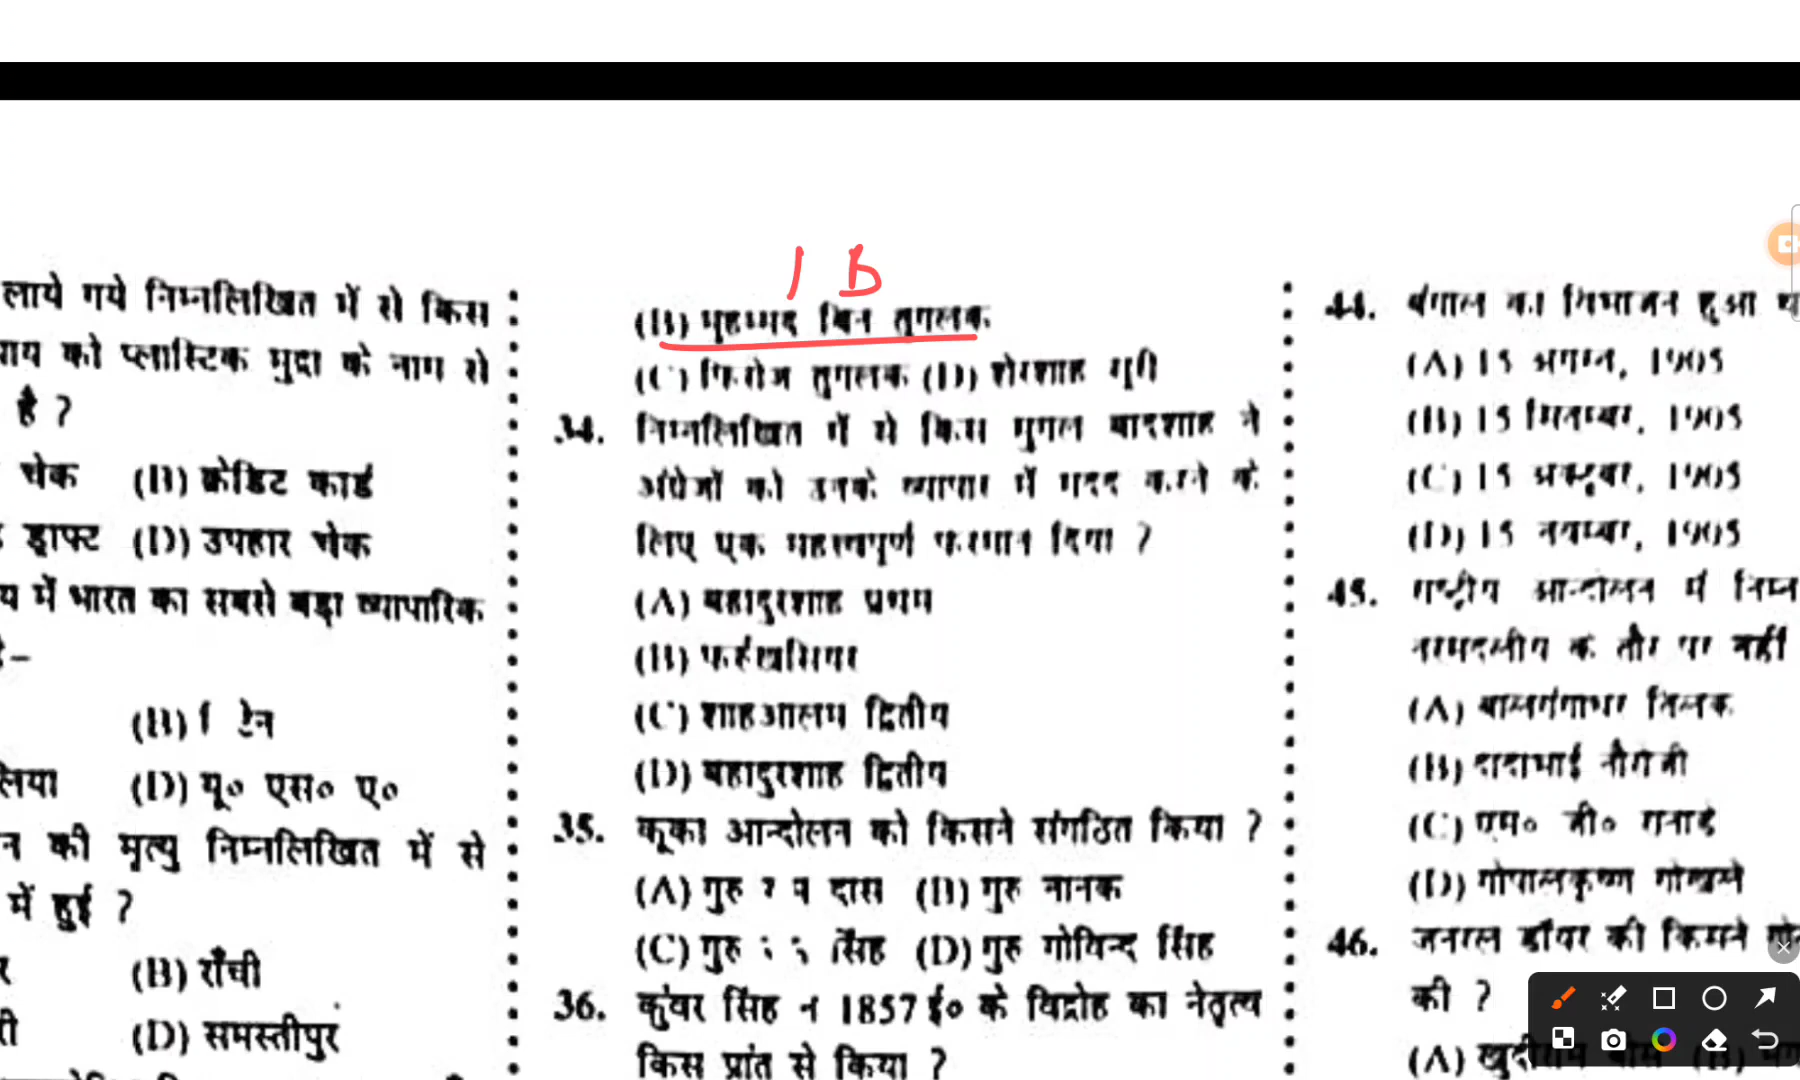 लाये गये निम्नलिखित में से किस
को प्लास्टिक मुद्रा के नाम से
है ?
चेक (B) क्रेडिट कार्ड
ड्राफ्ट (D) उपहार चेक
में भारत का सबसे बड़ा व्यापारिक
(D) यू० एस० ए०
की मृत्यु निम्नलिखित में से
में हुई ?
(B) राँची
(D) समस्तीपुर
1 B
(B) मुहम्मद बिन तुगलक
(C) फिरोज तुगलक (D) शेरशाह सूरी
34. निम्नलिखित में से किस मुगल बादशाह ने
अंग्रेजों को उनके व्यापार में मदद करने के
लिए एक महत्त्वपूर्ण फरमान दिया ?
(A) बहादुरशाह प्रथम
(B) फर्रुखसियर
(C) शाहआलम द्वितीय
(D) बहादुरशाह द्वितीय
35. कूका आन्दोलन को किसने संगठित किया ?
(A) गुरु दास (B) गुरु नानक
(C) गुरु सिंह (D) गुरु गोविन्द सिंह
36. कुंवर सिंह ने 1857 ई० के विद्रोह का नेतृत्व
किस प्रांत से किया ?
44. बंगाल का विभाजन हुआ
(A) 15 अगस्त, 1905
(B) 15 सितम्बर, 1905
(C) 15 अक्टूबर, 1905
(D) 15 नवम्बर, 1905
45. राष्ट्रीय आन्दोलन में
नरमदलीय के तौर पर नहीं
(A) बालगंगाधर तिलक
(B) दादाभाई नौरोजी
(C) एम० जी० रानाडे
(D) गोपालकृष्ण गोखले
46. जनरल डायर की किसने
की ?
(A)